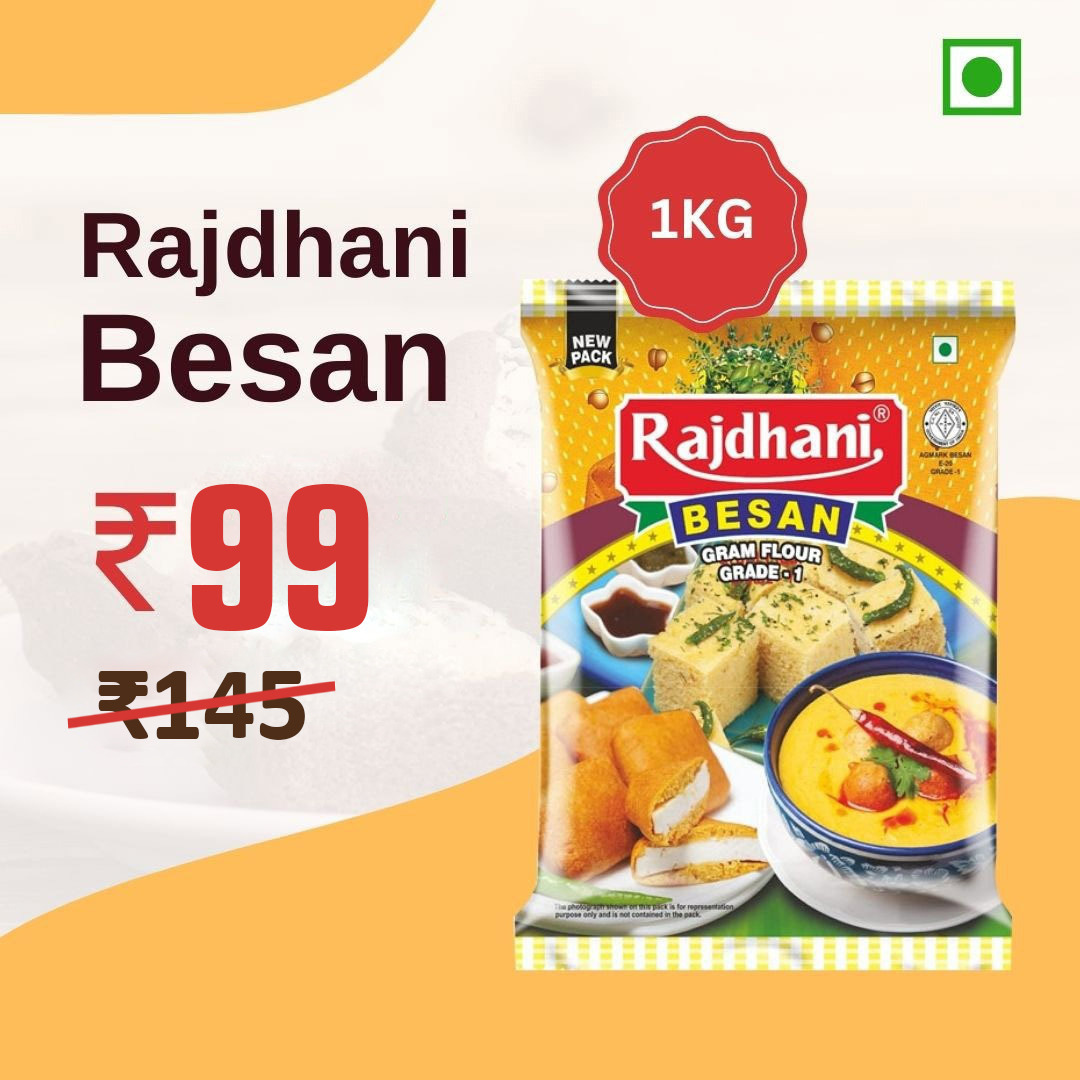 1KG
Rajdhani
Besan
₹99
₹145
NEW
PACK
Rajdhani®
BESAN
GRAM FLOUR
GRADE - 1
AGMARK BESAN
E-26
GRADE -1
The photograph shown on this pack is for representation
purpose only and is not contained in the pack.